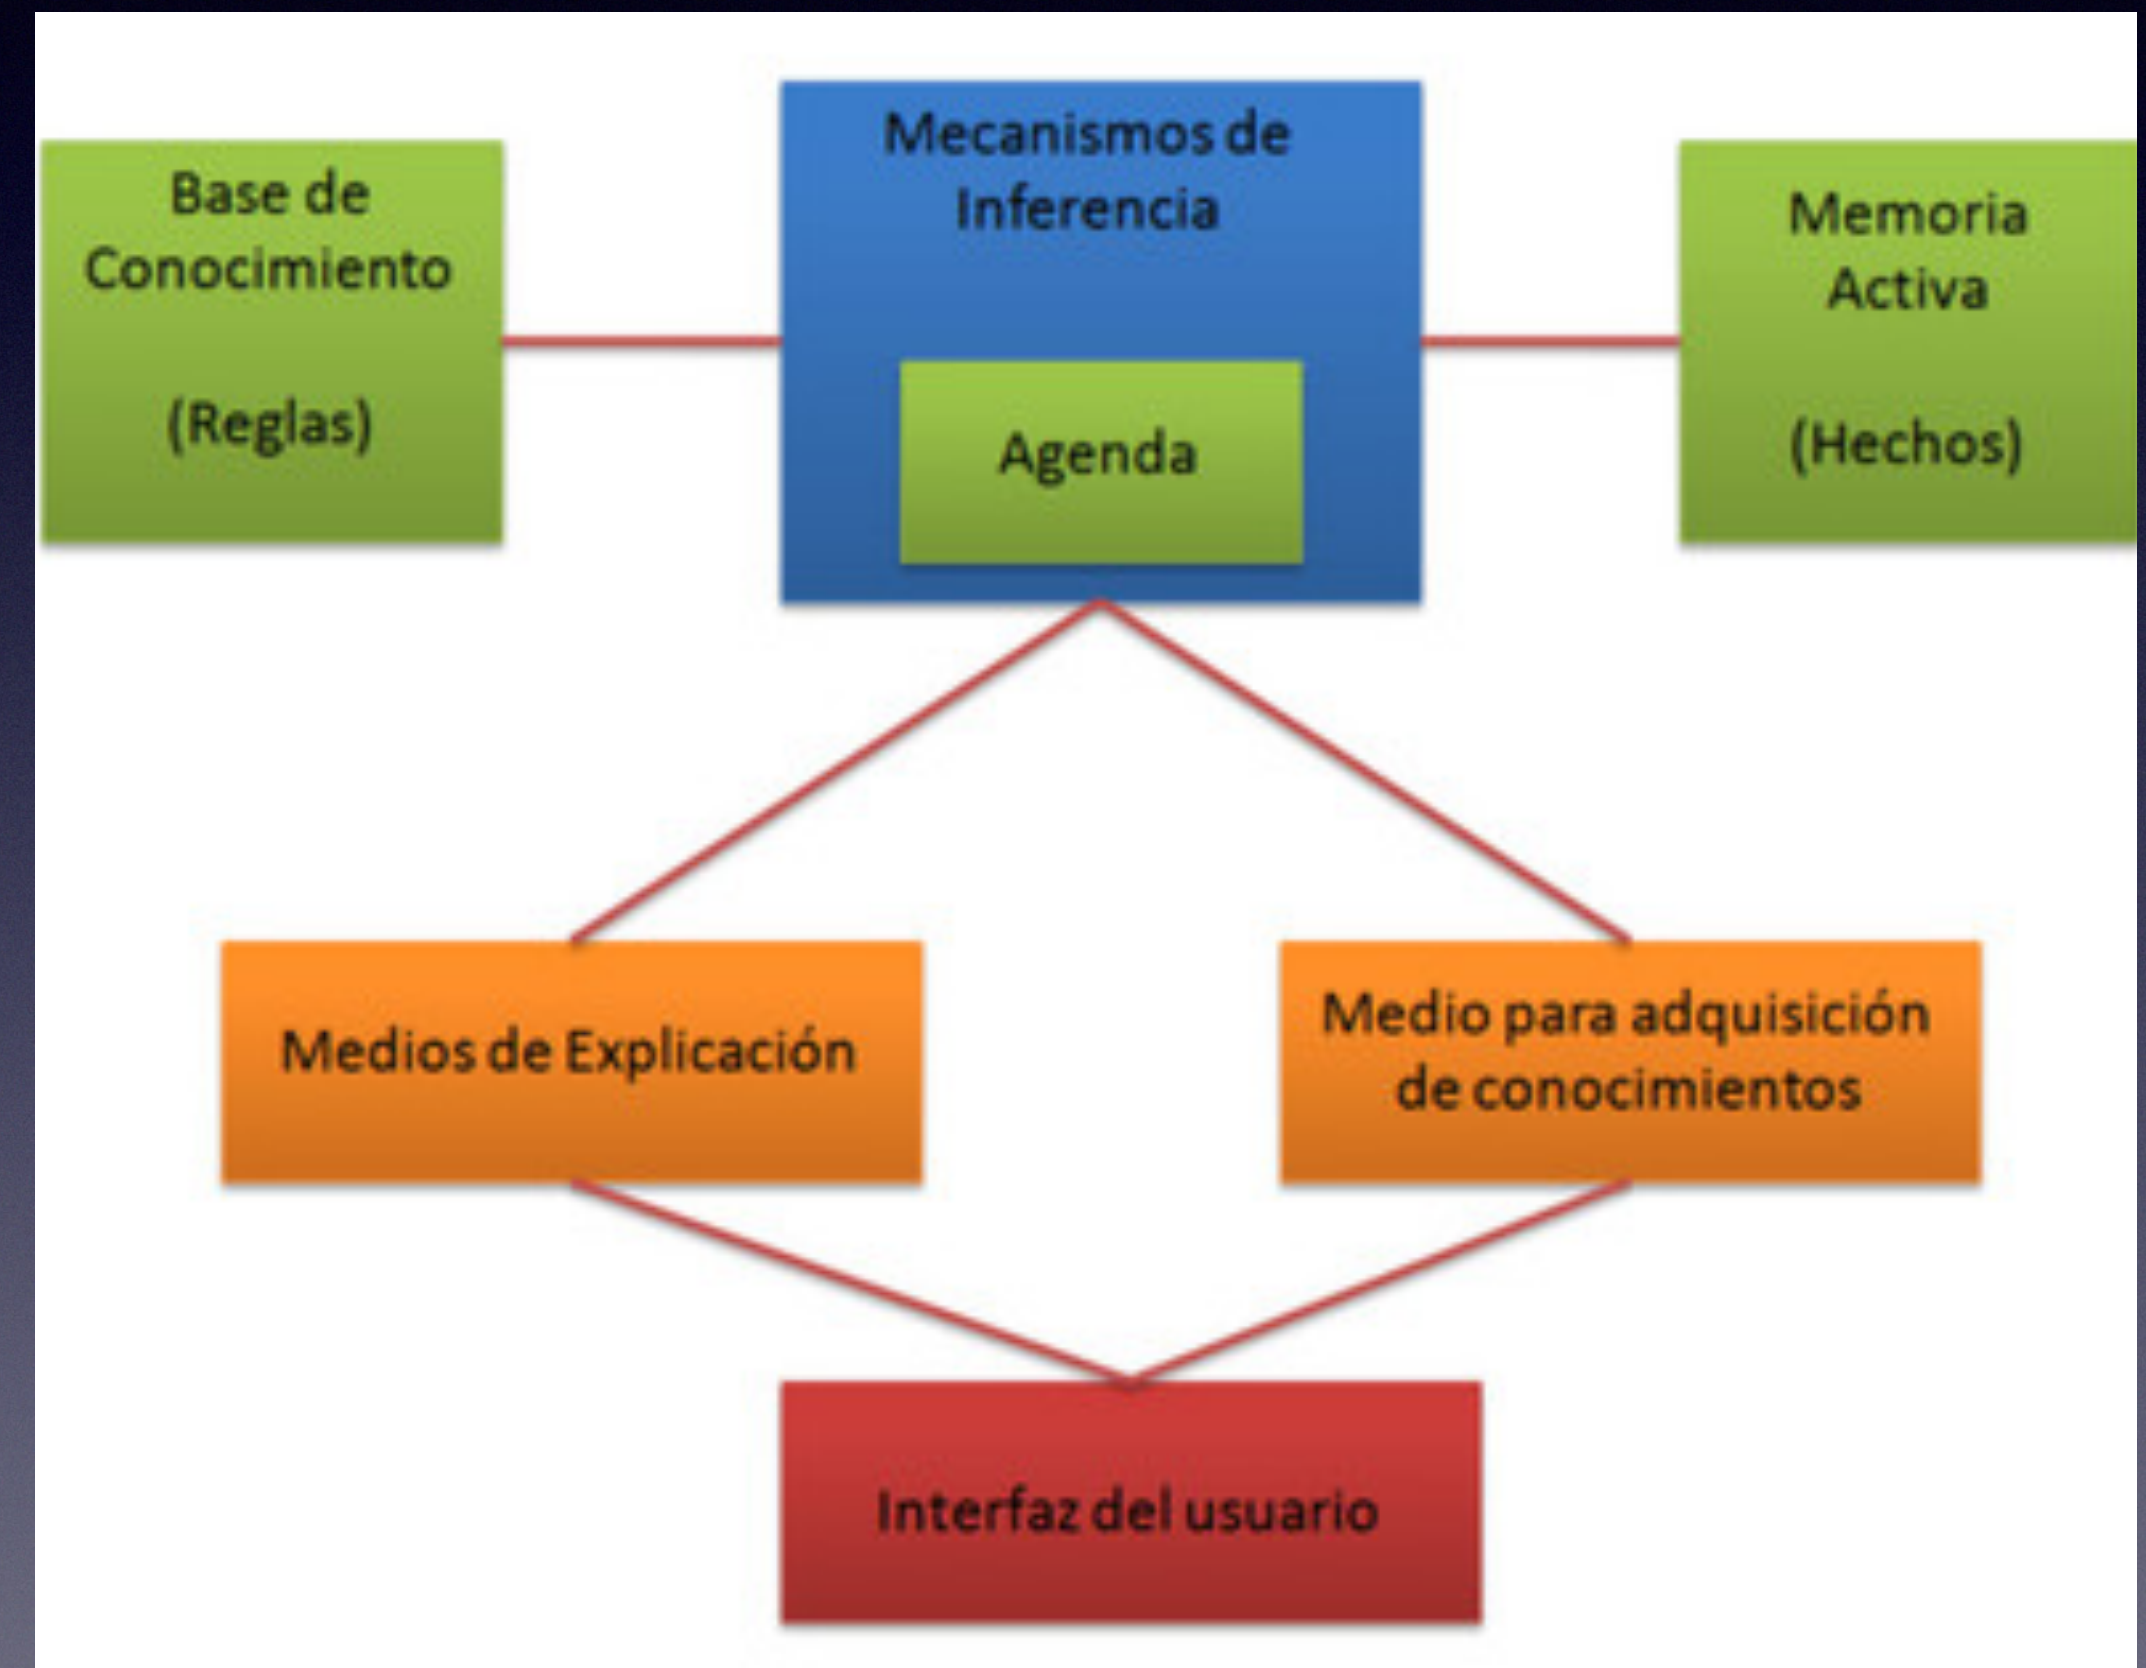 Base de
Conocimiento
(Reglas)
Mecanismos de
Inferencia
Agenda
Memoria
Activa
(Hechos)
Medios de Explicación
Medio para adquisición
de conocimientos
Interfaz del usuario